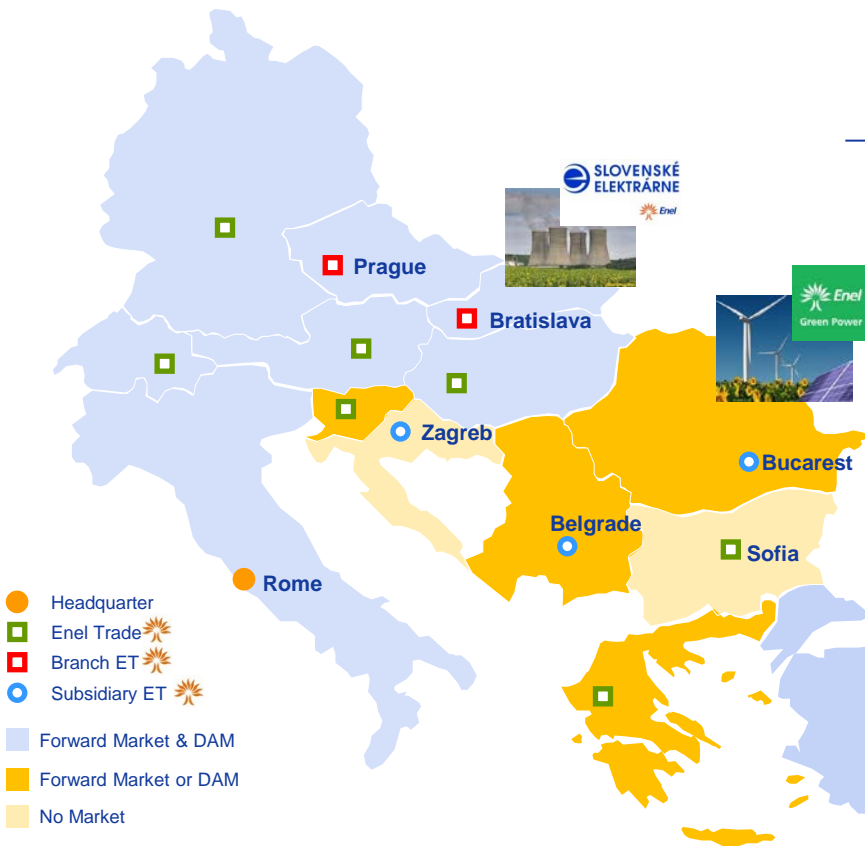 SLOVENSKÉ
ELEKTRÁRNE
Enel
Prague
Bratislava
Enel
Green Power
Zagreb
Bucarest
Belgrade
Sofia
Rome
Headquarter
Enel Trade
Branch ET
Subsidiary ET
Forward Market & DAM
Forward Market or DAM
No Market